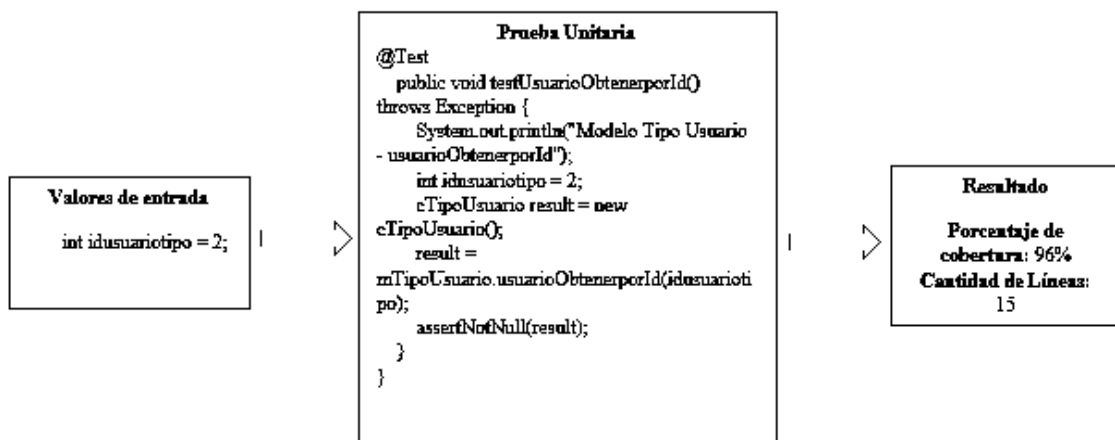 Valores de entrada
int idusuariotipo = 2;
Prueba Unitaria
@Test
public void testUsuarioObtenerporId()
throws Exception {
System.out.println("Modelo Tipo Usuario
- usuarioObtenerporId");
int idusuariotipo = 2;
cTipoUsuario result = new
cTipoUsuario();
result =
mTipoUsuario.usuarioObtenerporId(idusuarioti
po);
assertNotNull(result);
}
}
Resultado
Porcentaje de
cobertura: 96%
Cantidad de Líneas:
15